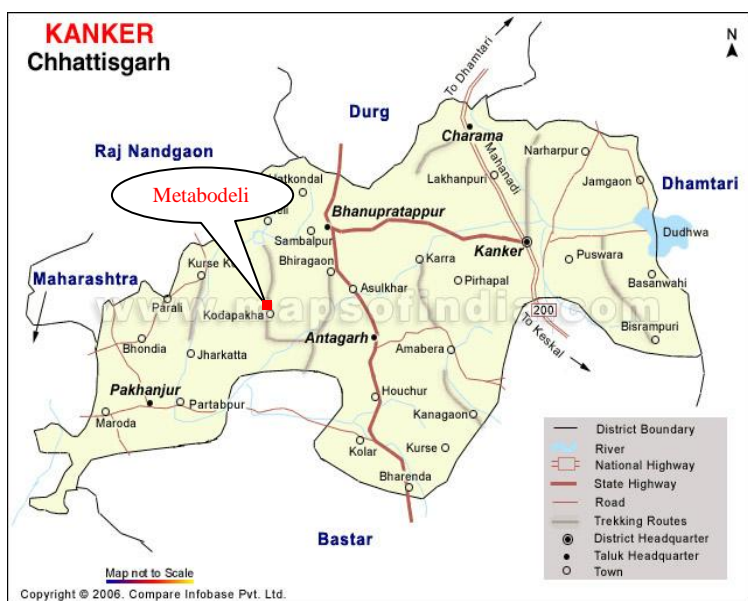 KANKER
Chhattisgarh
N
To Dhamtari
Durg
Charama
Raj Nandgaon
Mahanadi
Narharpur
Lakhanpuri
Jamgaon
Dhamtari
Metabodeli
Bhanupratappur
Sambalpur
Dudhwa
Kanker
Bhiragaon
Karra
Puswara
Maharashtra
Pirhapal
Basanwahi
Asulkhar
www.mapsofindia.com
Parali
Kodapakha
200
To Keskal
Bisrampuri
Bhondia
Jharkatta
Antagarh
Amabera
Pakhanjur
Partabpur
Houchur
Maroda
Kanagaon
Kolar
Kurse
Bharenda
Bastar
District Boundary
River
National Highway
State Highway
Road
Trekking Routes
District Headquarter
Taluk Headquarter
Town
Map not to Scale
Copyright © 2006. Compare Infobase Pvt. Ltd.